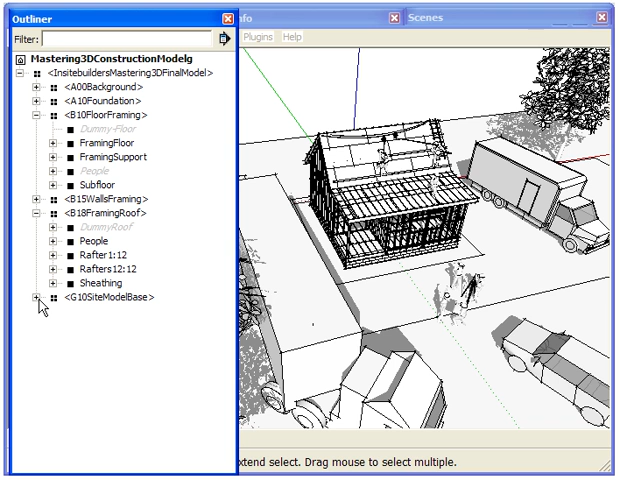 Outliner
nfo
Scenes
Filter:
Plugins Help
Mastering3DConstructionModelg
<InsitebuildersMastering3DFinalModel>
<A00Background>
<A10Foundation>
<B10FloorFraming>
Dummy-Floor
FramingFloor
FramingSupport
People
Subfloor
<B15WallsFraming>
<B18FramingRoof>
DummyRoof
People
Rafter1:12
Rafters12:12
Sheathing
<G10SiteModelBase>
xtend select. Drag mouse to select multiple.